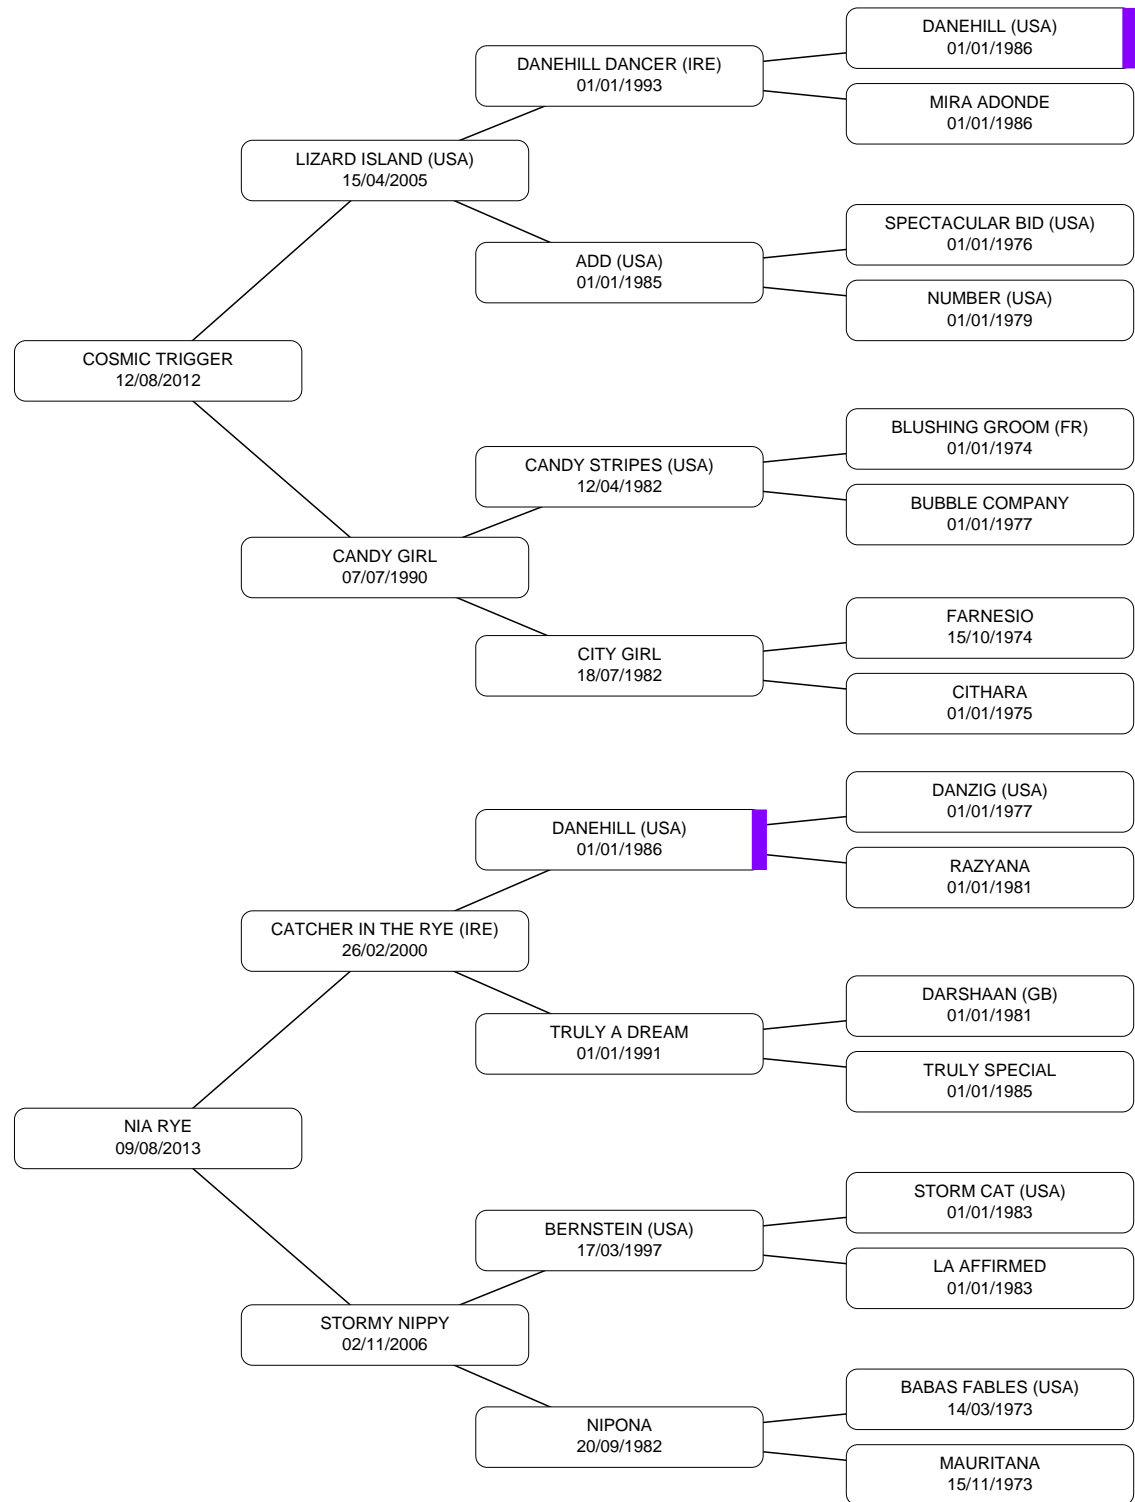 DANEHILL (USA)
01/01/1986
DANEHILL DANCER (IRE)
01/01/1993
MIRA ADONDE
01/01/1986
LIZARD ISLAND (USA)
15/04/2005
SPECTACULAR BID (USA)
01/01/1976
ADD (USA)
01/01/1985
NUMBER (USA)
01/01/1979
COSMIC TRIGGER
12/08/2012
BLUSHING GROOM (FR)
01/01/1974
CANDY STRIPES (USA)
12/04/1982
BUBBLE COMPANY
01/01/1977
CANDY GIRL
07/07/1990
FARNESIO
15/10/1974
CITY GIRL
18/07/1982
CITHARA
01/01/1975
DANZIG (USA)
01/01/1977
DANEHILL (USA)
01/01/1986
RAZYANA
01/01/1981
CATCHER IN THE RYE (IRE)
26/02/2000
DARSHAAN (GB)
01/01/1981
TRULY A DREAM
01/01/1991
TRULY SPECIAL
01/01/1985
NIA RYE
09/08/2013
STORM CAT (USA)
01/01/1983
BERNSTEIN (USA)
17/03/1997
LA AFFIRMED
01/01/1983
STORMY NIPPY
02/11/2006
BABAS FABLES (USA)
14/03/1973
NIPONA
20/09/1982
MAURITANA
15/11/1973